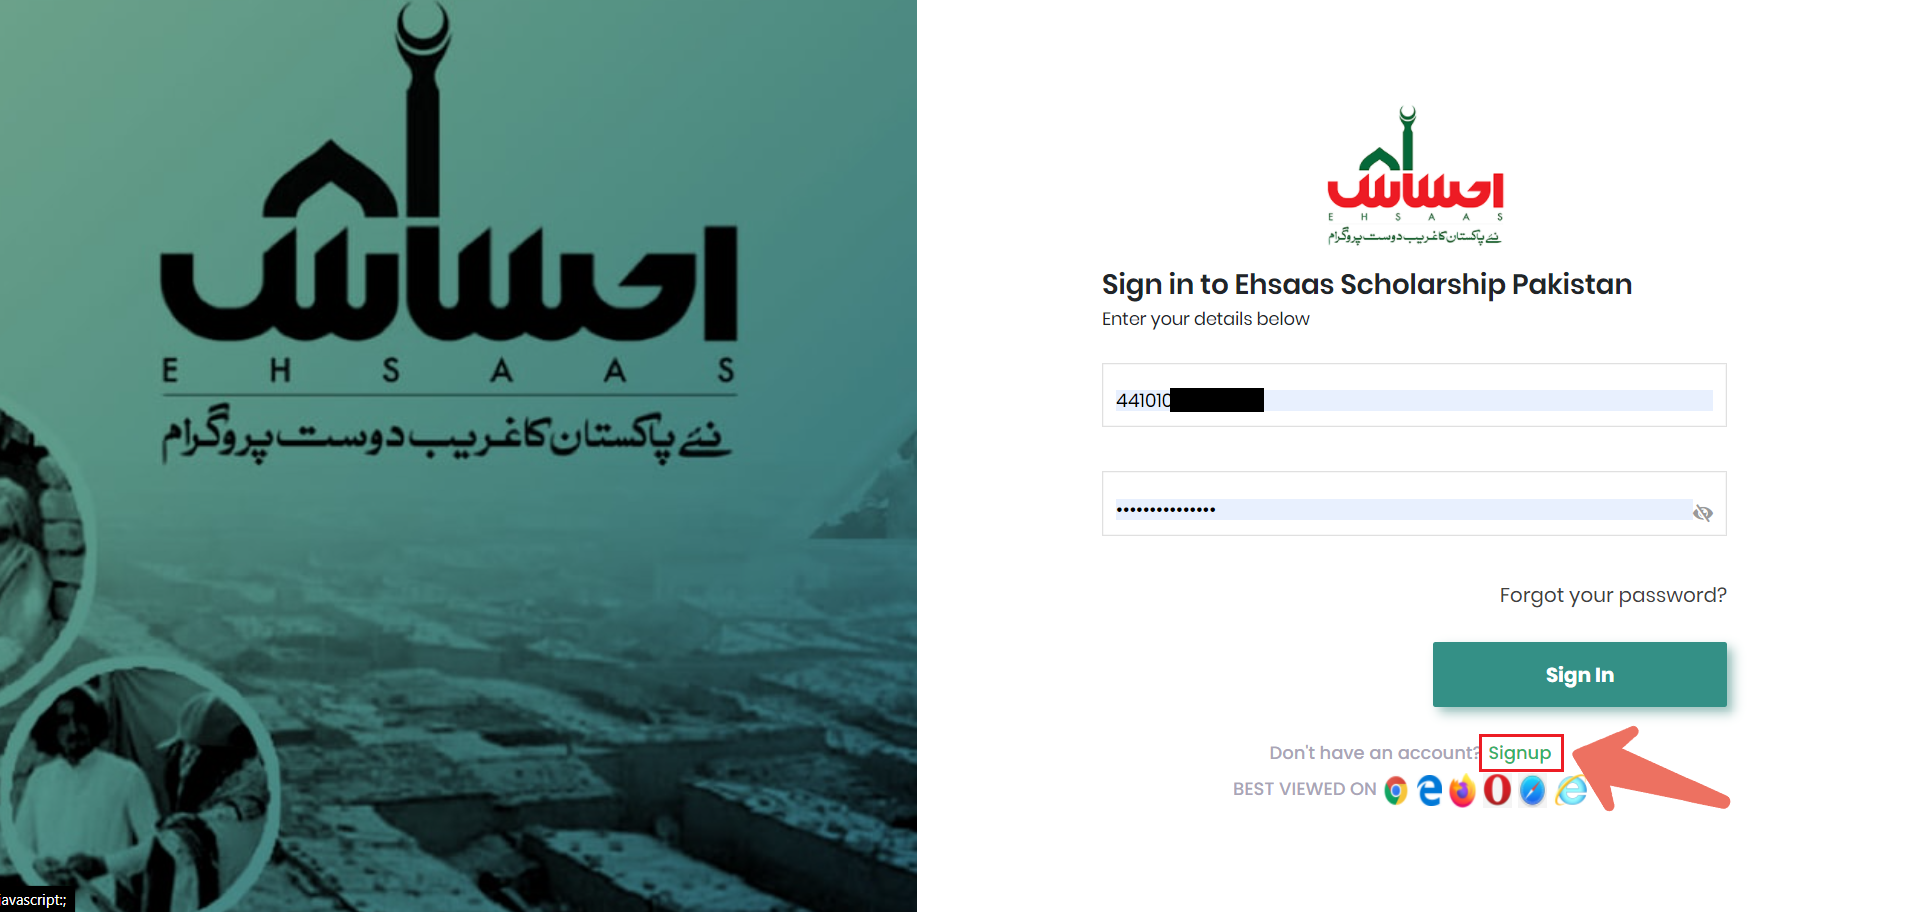 احساس
E H S A A S
نئے پاکستان کا غریب دوست پروگرام
احساس
E H S A A S
نئے پاکستان کا غریب دوست پروگرام
Sign in to Ehsaas Scholarship Pakistan
Enter your details below
441010
•••••••••••••••
Forgot your password?
Sign In
Don't have an account? Signup
BEST VIEWED ON
avascript:;